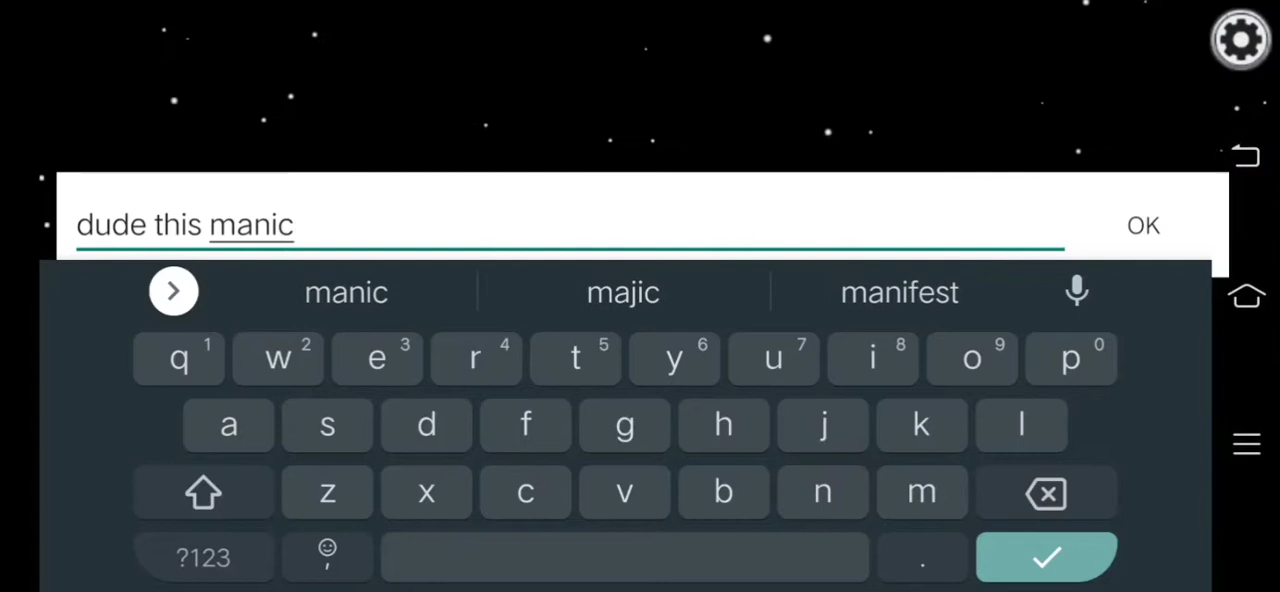 dude this manic
OK
manic majic manifest
q 1 w 2 e 3 r 4 t 5 y 6 u 7 i 8 o 9 p 0
a s d f g h j k l
z x c v b n m
?123 , .